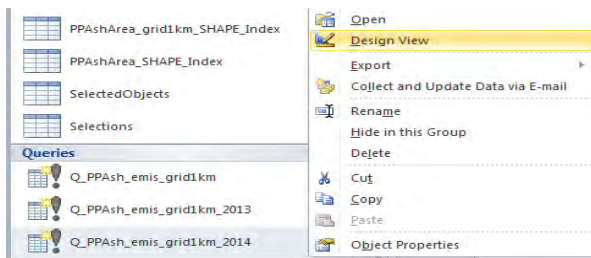 PPAshArea_grid1km_SHAPE_Index
PPAshArea_SHAPE_Index
SelectedObjects
Selections
Queries
Q_PPAsh_emis_grid1km
Q_PPAsh_emis_grid1km_2013
Q_PPAsh_emis_grid1km_2014
Open
Design View
Export
Collect and Update Data via E-mail
Rename
Hide in this Group
Delete
Cut
Copy
Paste
Object Properties